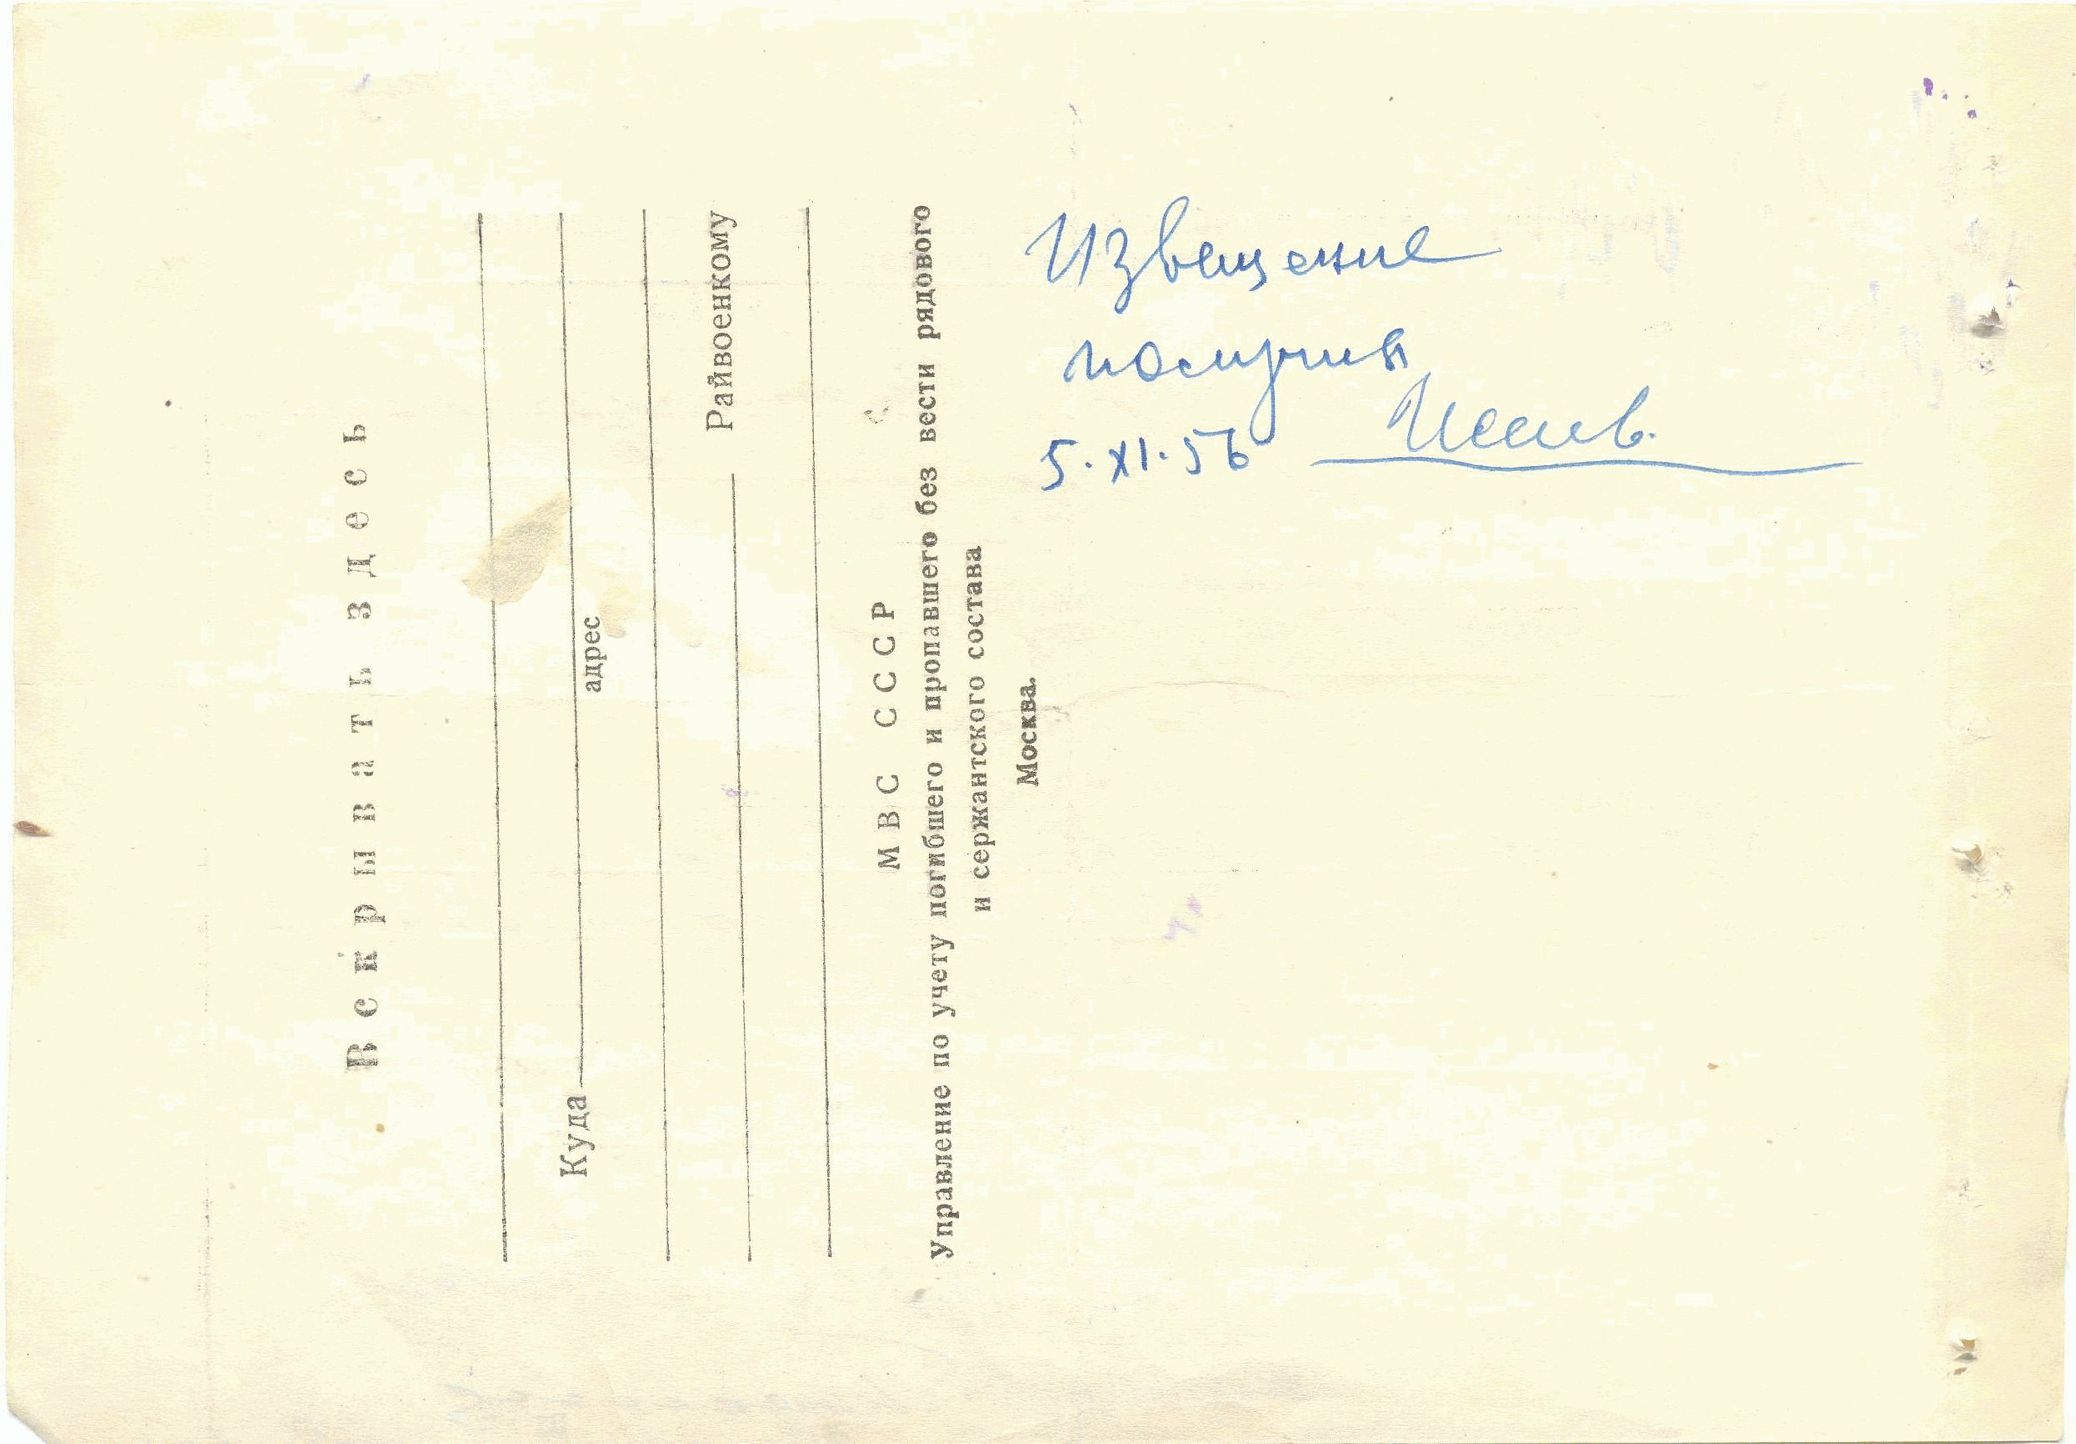 Вскрывать здесь
Куда
адрес
Райвоенкому
МВС СССР
Управление по учету погибшего и пропавшего без вести рядового
и сержантского состава
Москва.
Извещение
получил
5.XI.56